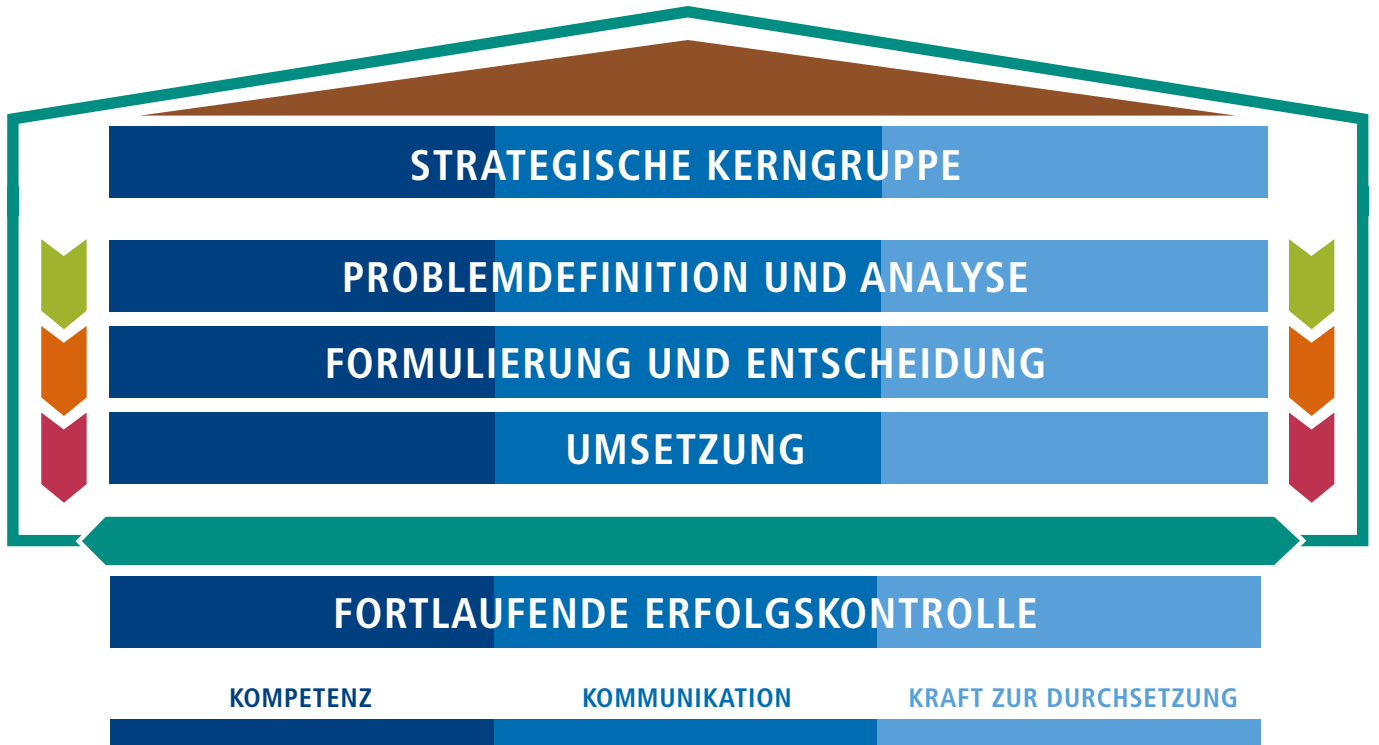 STRATEGISCHE KERNGRUPPE
PROBLEMDEFINITION UND ANALYSE
FORMULIERUNG UND ENTSCHEIDUNG
UMSETZUNG
FORTLAUFENDE ERFOLGSKONTROLLE
KOMPETENZ KOMMUNIKATION KRAFT ZUR DURCHSETZUNG